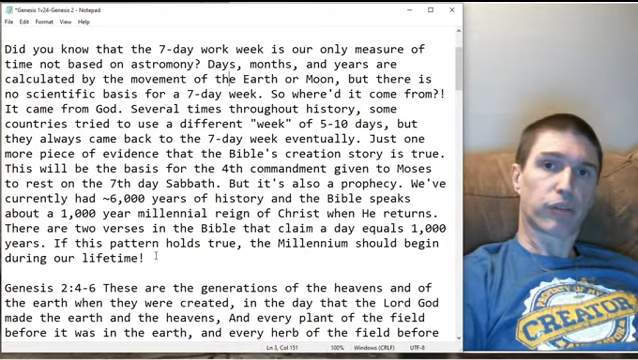 *Genesis 1v24-Genesis 2 - Notepad
File Edit Format View Help
Did you know that the 7-day work week is our only measure of
time not based on astromony? Days, months, and years are
calculated by the movement of the Earth or Moon, but there is
no scientific basis for a 7-day week. So where'd it come from?!
It came from God. Several times throughout history, some
countries tried to use a different "week" of 5-10 days, but
they always came back to the 7-day week eventually. Just one
more piece of evidence that the Bible's creation story is true.
This will be the basis for the 4th commandment given to Moses
to rest on the 7th day Sabbath. But it's also a prophecy. We've
currently had ~6,000 years of history and the Bible speaks
about a 1,000 year millennial reign of Christ when He returns.
There are two verses in the Bible that claim a day equals 1,000
years. If this pattern holds true, the Millennium should begin
during our lifetime!
Genesis 2:4-6 These are the generations of the heavens and of
the earth when they were created, in the day that the Lord God
made the earth and the heavens, And every plant of the field
before it was in the earth, and every herb of the field before
Ln 3, Col 151 100% Windows (CRLF) UTF-8
PROPERTY OF